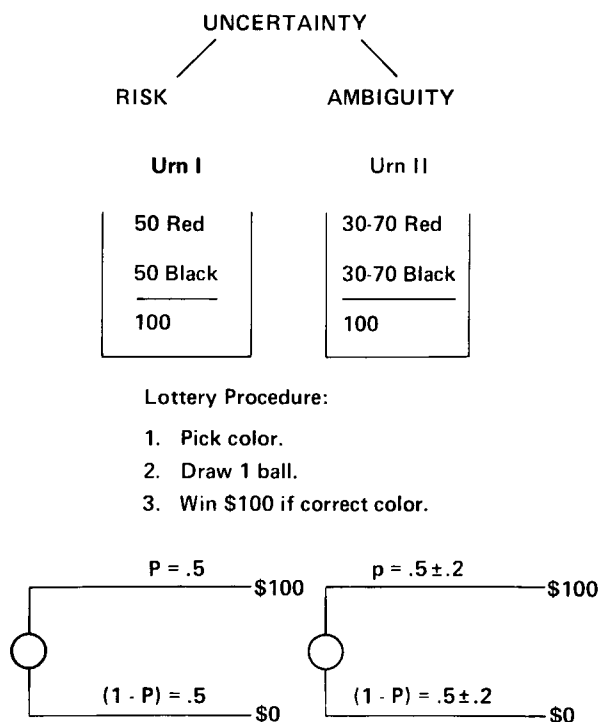 UNCERTAINTY
RISK AMBIGUITY
Urn I Urn II
50 Red 30-70 Red
50 Black 30-70 Black
100 100
Lottery Procedure:
1. Pick color.
2. Draw 1 ball.
3. Win $100 if correct color.
P = .5 p = .5 ± .2
$100 $100
(1 - P) = .5 (1 - P) = .5 ± .2
$0 $0